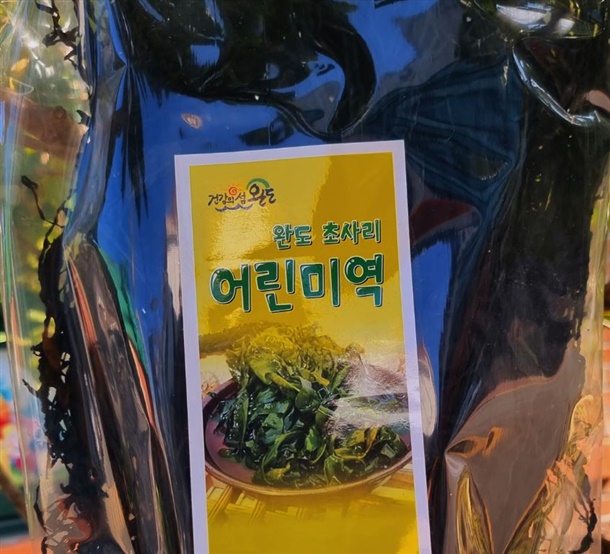 건강의 섬 완도
완도 초사리
어린미역